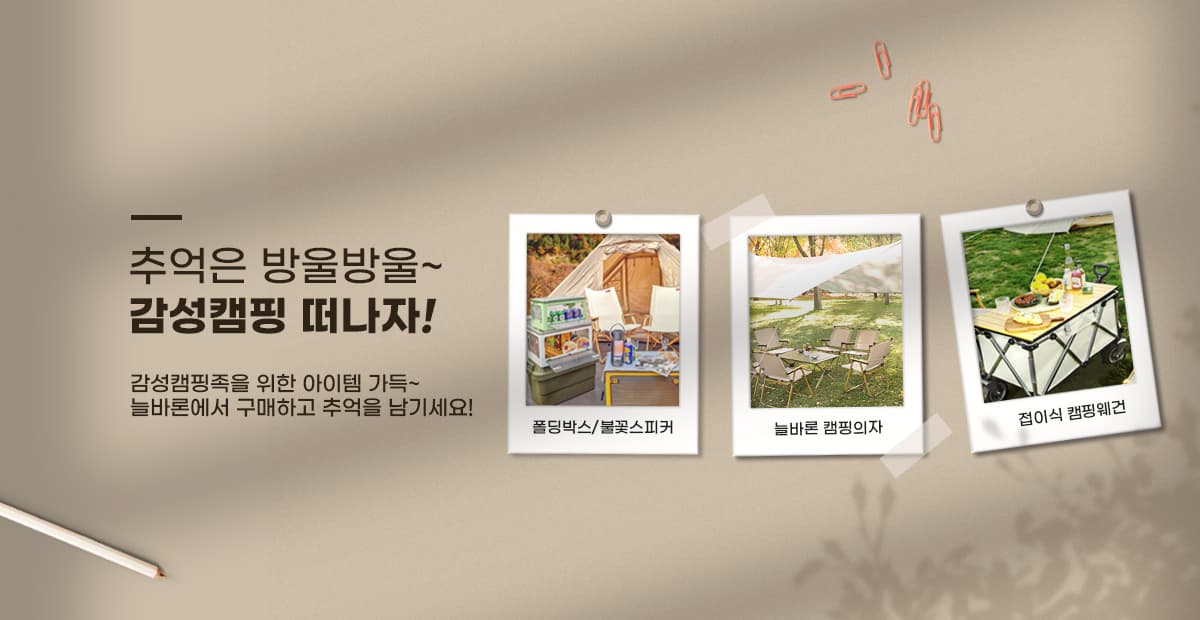 추억은 방울방울~
감성캠핑 떠나자!
감성캠핑족을 위한 아이템 가득~
늘바론에서 구매하고 추억을 남기세요!
폴딩박스/불꽃스피커
늘바론 캠핑의자
접이식 캠핑웨건